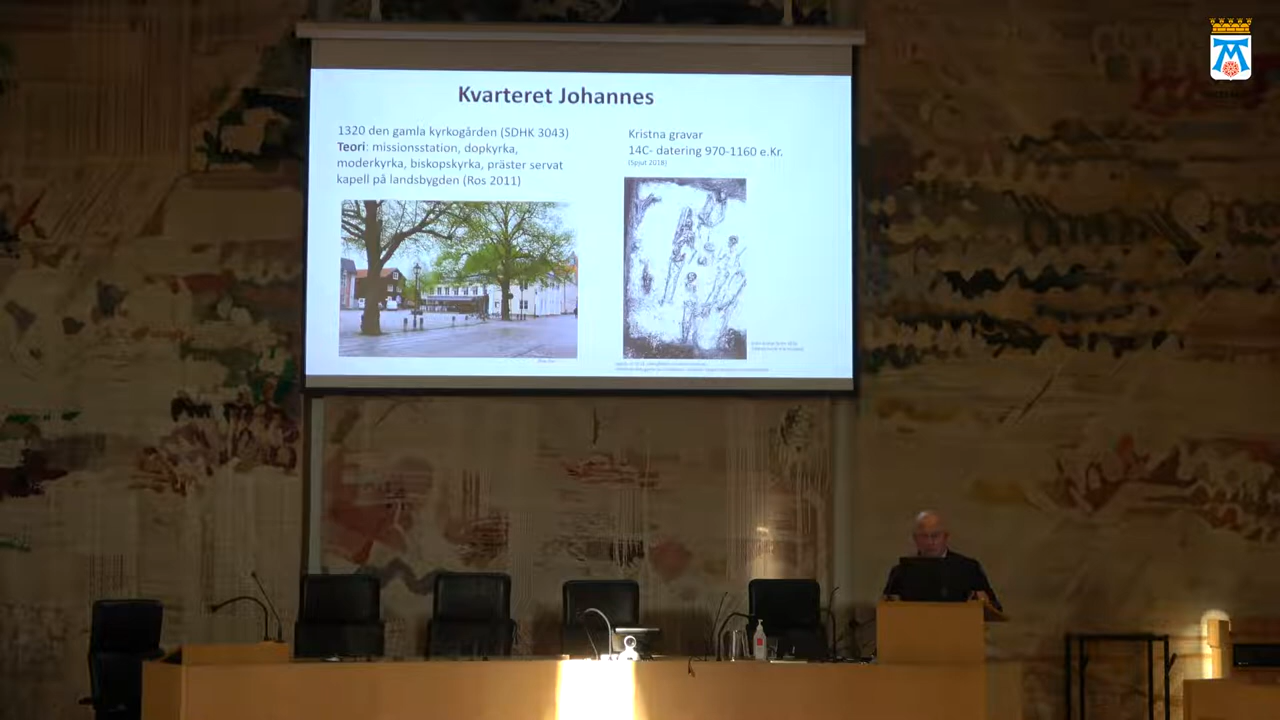 Kvarteret Johannes
1320 den gamla kyrkogården (SDHK 3043)
Teori: missionsstation, dopkyrka,
moderkyrka, biskopskyrka, präster servat
kapell på landsbygden (Ros 2011)
Kristna gravar
14C- datering 970-1160 e.Kr.
(Spjut 2018)